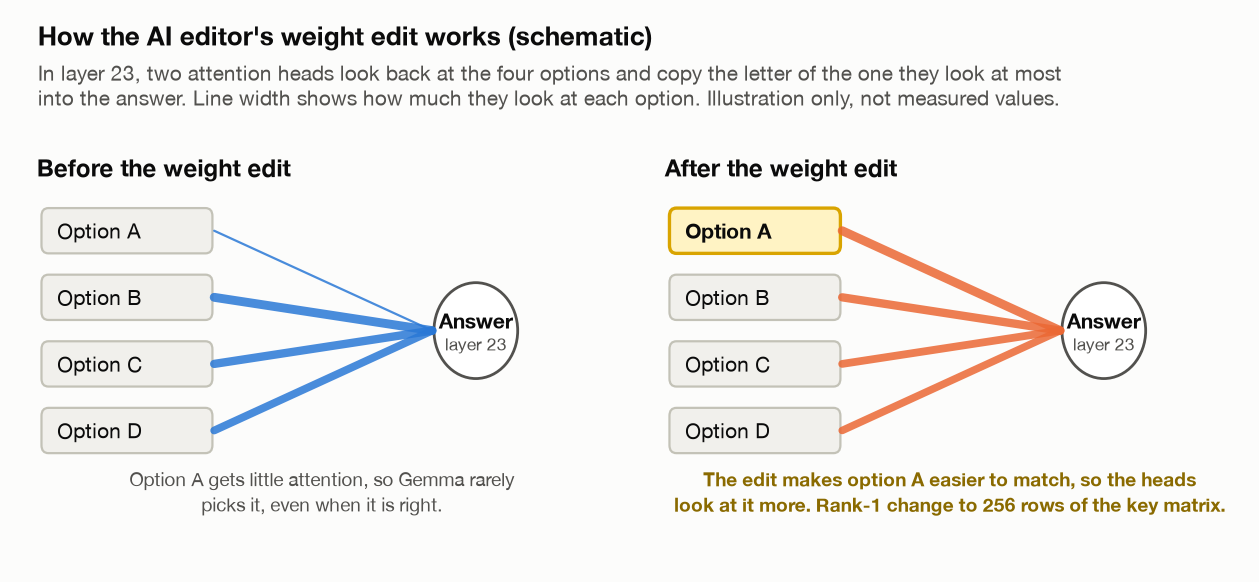 How the AI editor's weight edit works (schematic)
In layer 23, two attention heads look back at the four options and copy the letter of the one they look at most
into the answer. Line width shows how much they look at each option. Illustration only, not measured values.
Before the weight edit
Option A
Option B
Option C
Option D
Answer
layer 23
Option A gets little attention, so Gemma rarely
picks it, even when it is right.
After the weight edit
Option A
Option B
Option C
Option D
Answer
layer 23
The edit makes option A easier to match, so the heads
look at it more. Rank-1 change to 256 rows of the key matrix.